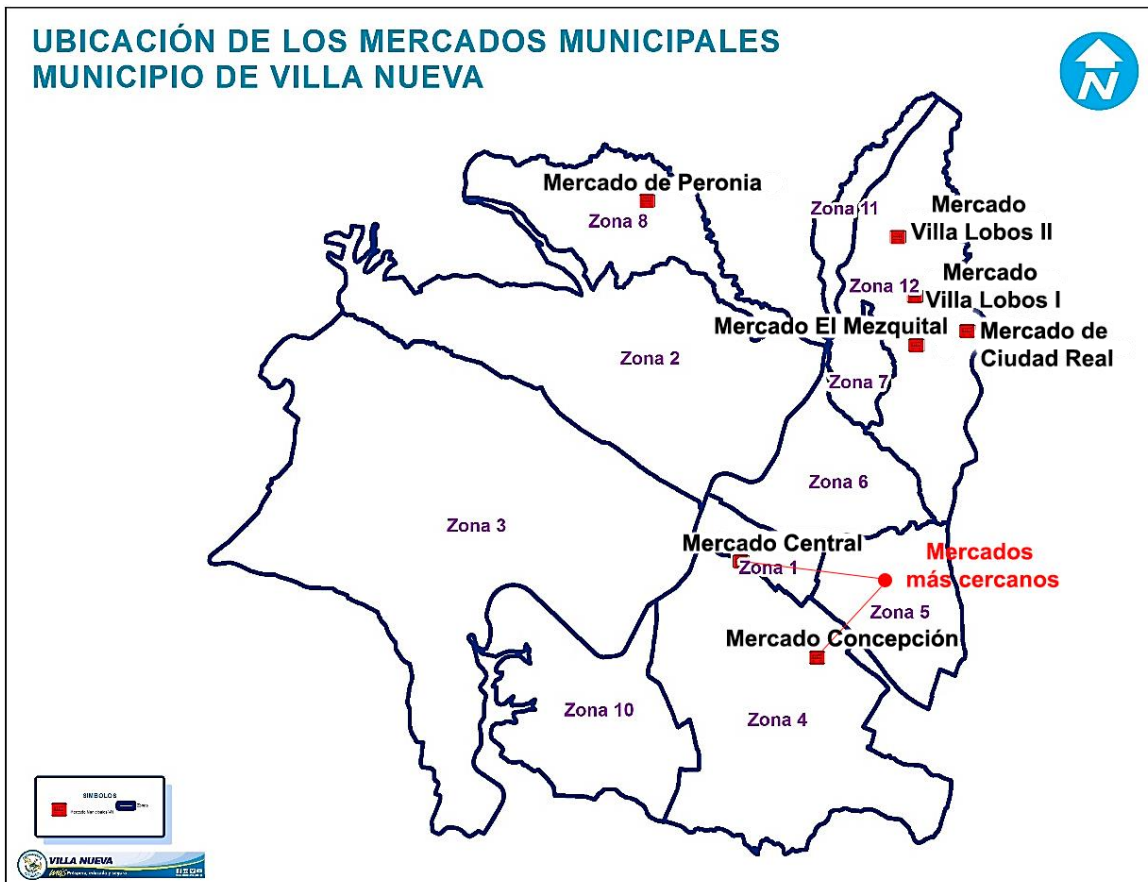 UBICACIÓN DE LOS MERCADOS MUNICIPALES
MUNICIPIO DE VILLA NUEVA
N
Mercado de Peronia
Zona 8
Zona 11
Mercado
Villa Lobos II
Zona 12
Mercado
Villa Lobos I
Mercado El Mezquital
Mercado de
Ciudad Real
Zona 2
Zona 7
Zona 6
Zona 3
Mercado Central
Zona 1
Mercados
más cercanos
Zona 5
Mercado Concepción
Zona 10
Zona 4
SIMBOLOS
VILLA NUEVA